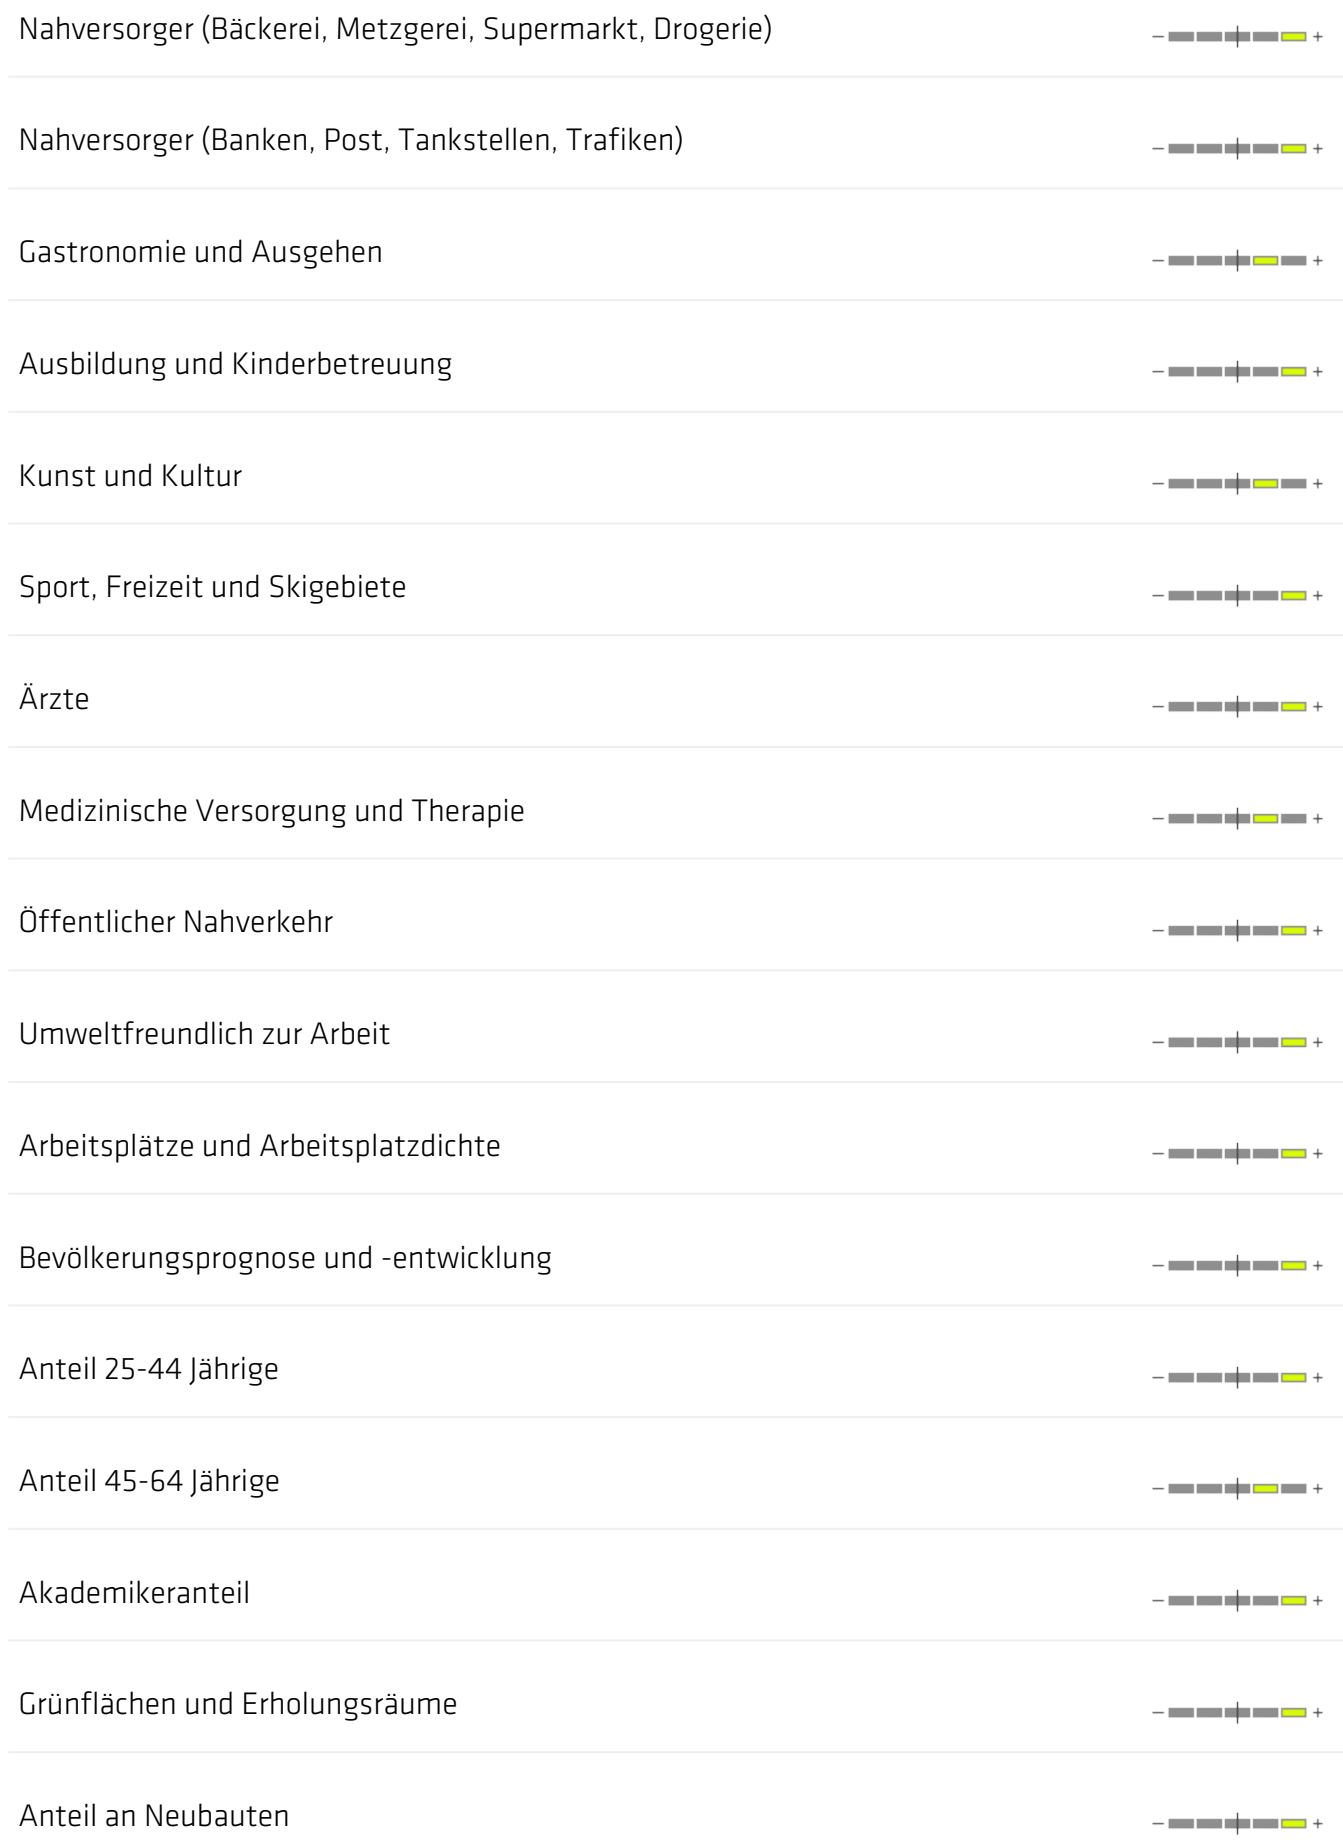 Nahversorger (Bäckerei, Metzgerei, Supermarkt, Drogerie) – +
Nahversorger (Banken, Post, Tankstellen, Trafiken) – +
Gastronomie und Ausgehen – +
Ausbildung und Kinderbetreuung – +
Kunst und Kultur – +
Sport, Freizeit und Skigebiete – +
Ärzte – +
Medizinische Versorgung und Therapie – +
Öffentlicher Nahverkehr – +
Umweltfreundlich zur Arbeit – +
Arbeitsplätze und Arbeitsplatzdichte – +
Bevölkerungsprognose und -entwicklung – +
Anteil 25-44 Jährige – +
Anteil 45-64 Jährige – +
Akademikeranteil – +
Grünflächen und Erholungsräume – +
Anteil an Neubauten – +